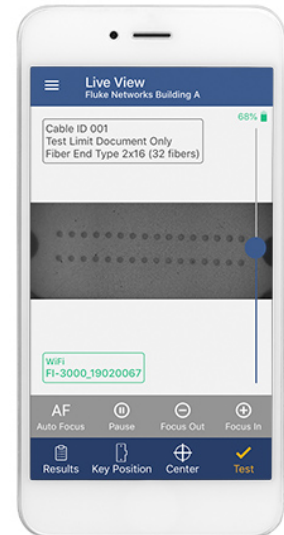 Live View
Fluke Networks Building A
68%
Cable ID 001
Test Limit Document Only
Fiber End Type 2x16 (32 fibers)
WiFi
FI-3000_19020067
AF
Auto Focus
Pause
Focus Out
Focus In
Results
Key Position
Center
Test